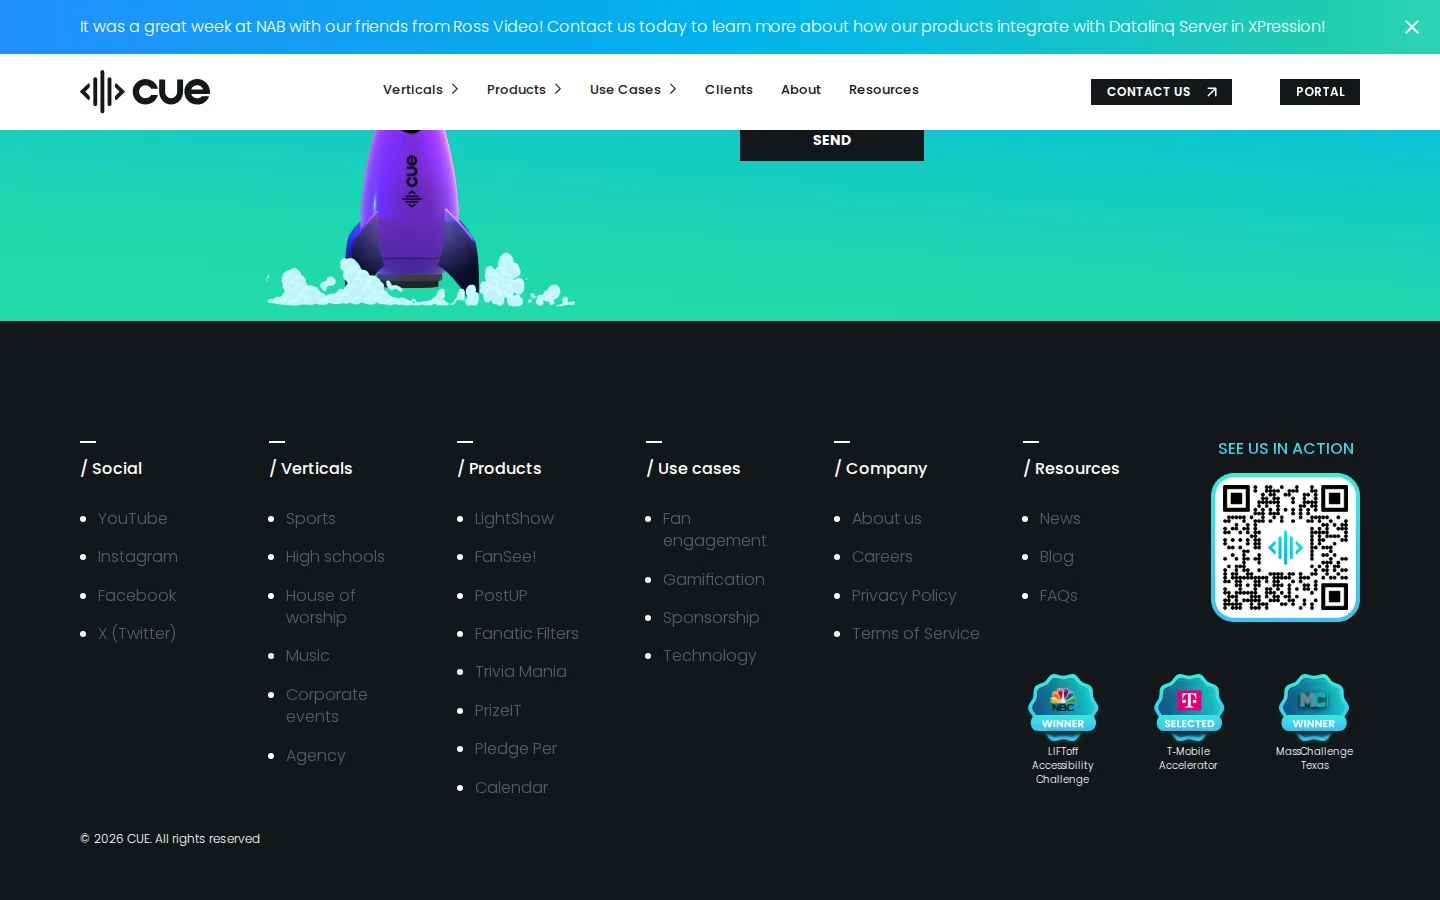 It was a great week at NAB with our friends from Ross Video! Contact us today to learn more about how our products integrate with Datalinq Server in XPression!
cue
Verticals
Products
Use Cases
Clients
About
Resources
CONTACT US
PORTAL
SEND
cue
/ Social
YouTube
Instagram
Facebook
X (Twitter)
/ Verticals
Sports
High schools
House of
worship
Music
Corporate
events
Agency
/ Products
LightShow
FanSee!
PostUP
Fanatic Filters
Trivia Mania
PrizeIT
Pledge Per
Calendar
/ Use cases
Fan
engagement
Gamification
Sponsorship
Technology
/ Company
About us
Careers
Privacy Policy
Terms of Service
/ Resources
News
Blog
FAQs
SEE US IN ACTION
NBC
WINNER
LIFToff
Accessibility
Challenge
T
SELECTED
T-Mobile
Accelerator
MC
WINNER
MassChallenge
Texas
© 2026 CUE. All rights reserved